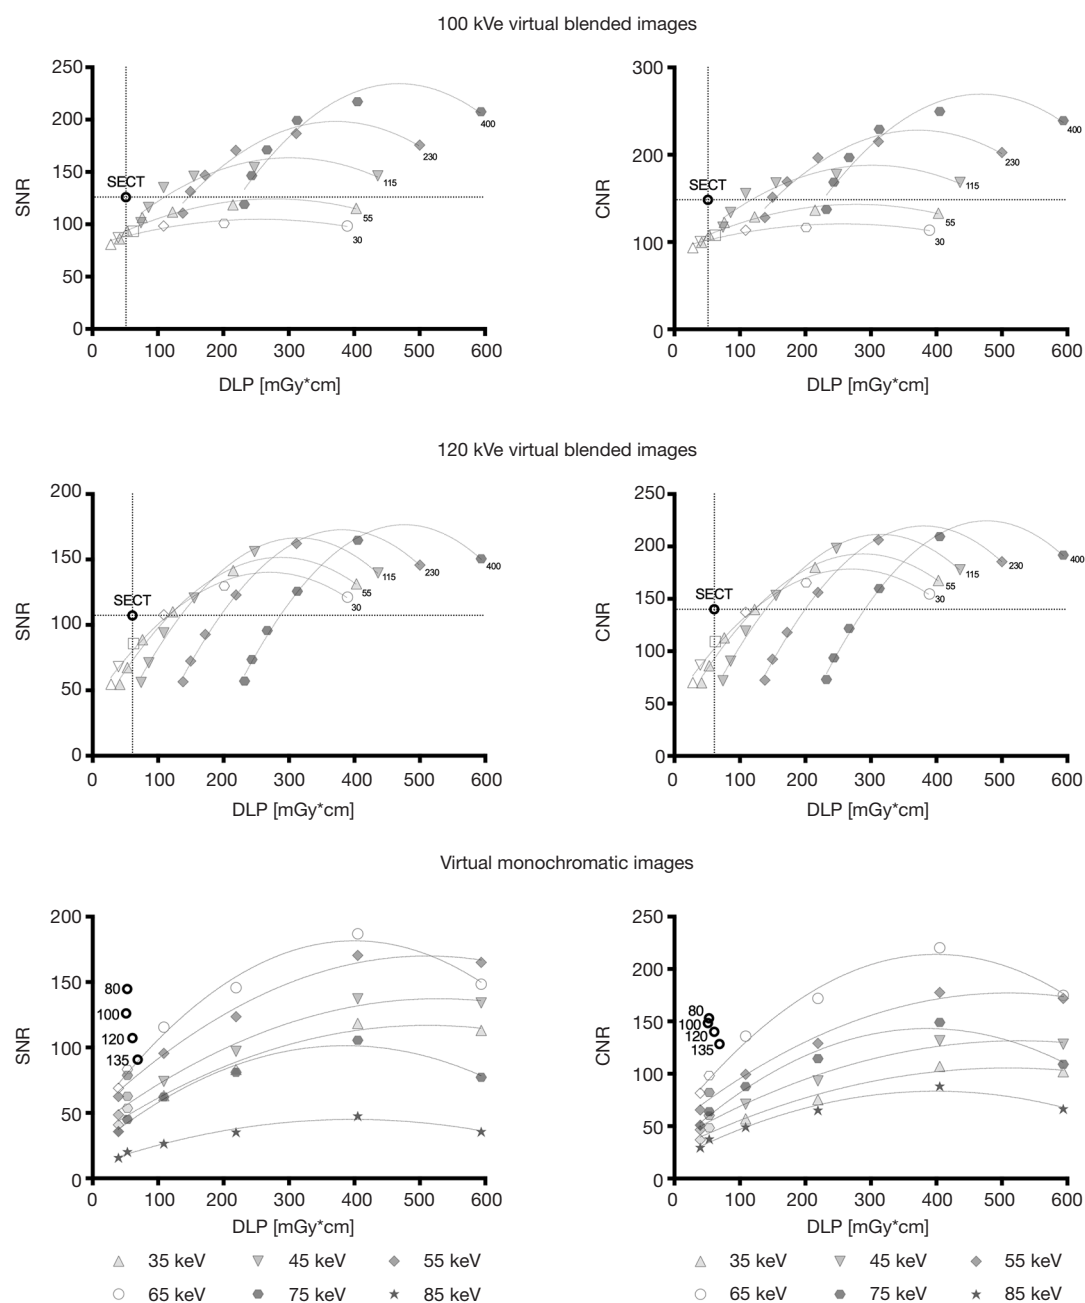 100 kVe virtual blended images
250
200
150
100
50
0
SNR
SECT
400
230
115
55
30
0 100 200 300 400 500 600
DLP [mGy*cm]
300
200
100
0
CNR
SECT
400
230
115
55
30
0 100 200 300 400 500 600
DLP [mGy*cm]
120 kVe virtual blended images
200
150
100
50
0
SNR
SECT
115
230
400
55
30
0 100 200 300 400 500 600
DLP [mGy*cm]
250
200
150
100
50
0
CNR
SECT
115
230
400
55
30
0 100 200 300 400 500 600
DLP [mGy*cm]
Virtual monochromatic images
200
150
100
50
0
SNR
80
100
120
135
0 100 200 300 400 500 600
DLP [mGy*cm]
35 keV 45 keV 55 keV
65 keV 75 keV 85 keV
250
200
150
100
50
0
CNR
80
100
120
135
0 100 200 300 400 500 600
DLP [mGy*cm]
35 keV 45 keV 55 keV
65 keV 75 keV 85 keV